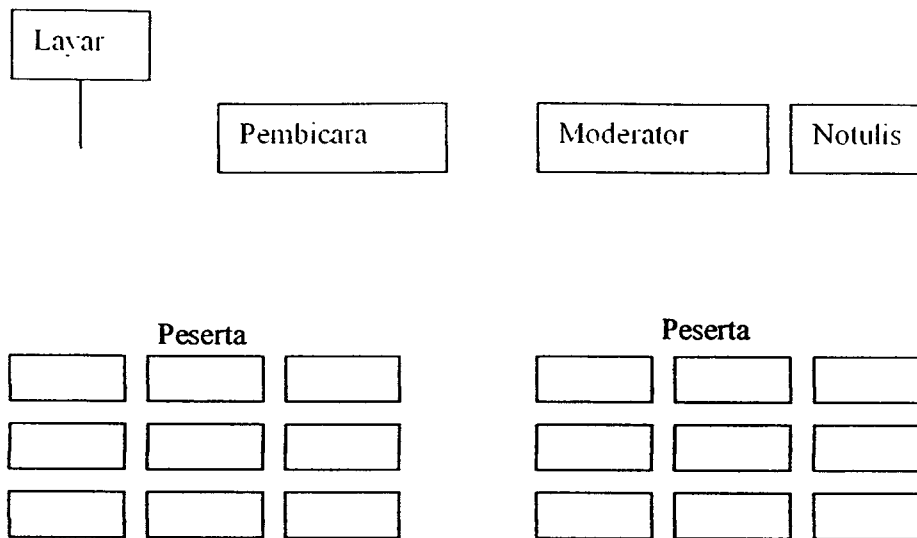 Layar
Pembicara
Moderator
Notulis
Peserta
Peserta